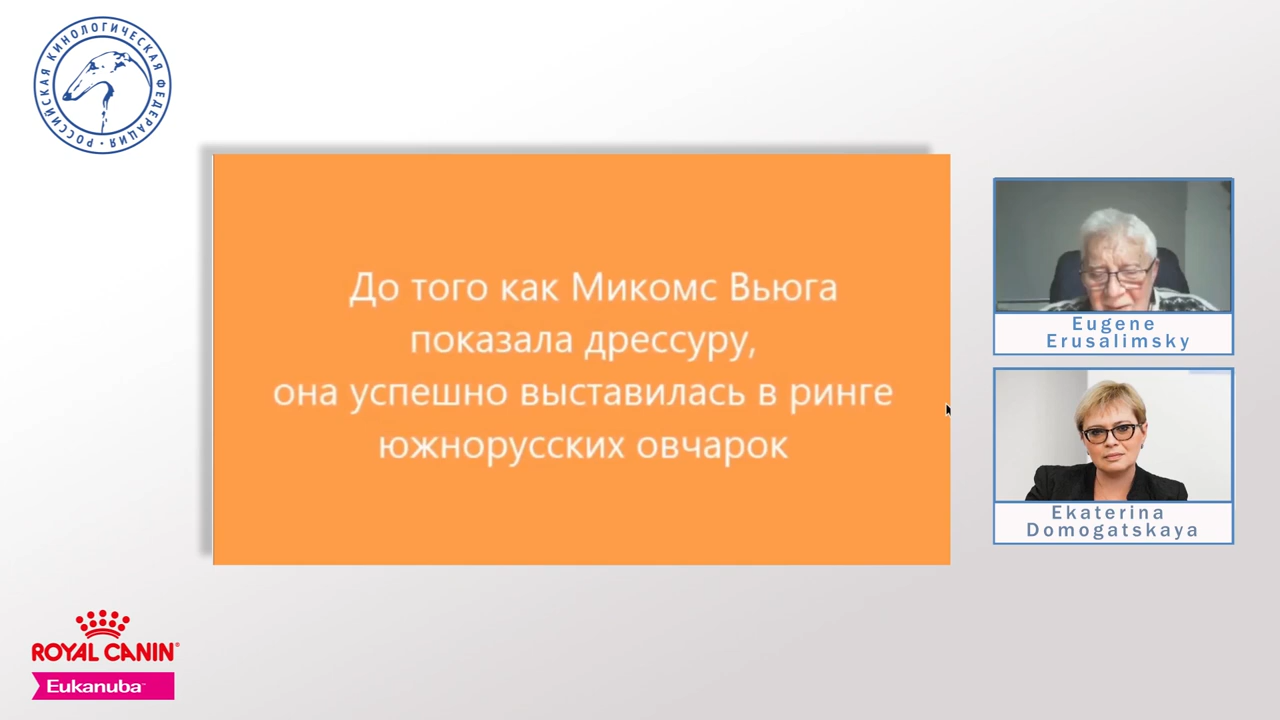 РОССИЙСКАЯ КИНОЛОГИЧЕСКАЯ ФЕДЕРАЦИЯ
До того как Микомс Вьюга
показала дрессуру,
она успешно выставилась в ринге
южнорусских овчарок
Eugene
Erusalimsky
Ekaterina
Domogatskaya
ROYAL CANIN
Eukanuba